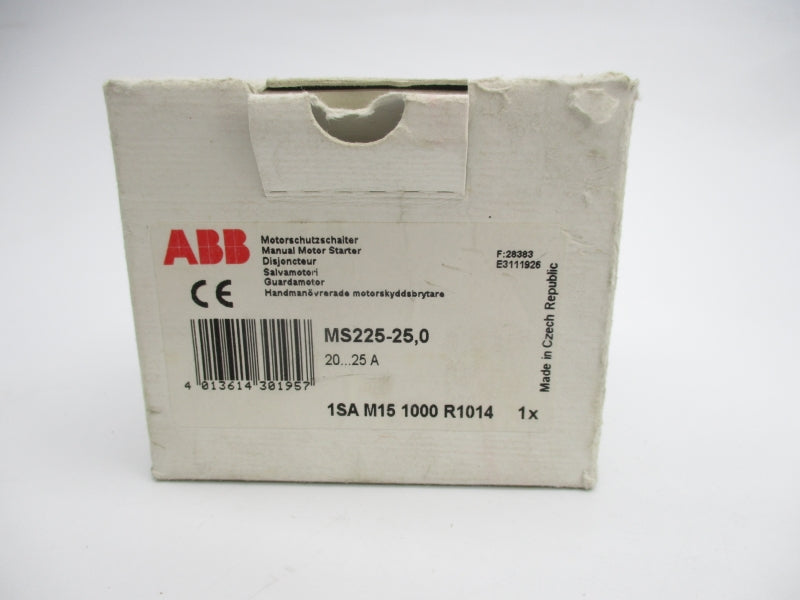 ABB
Motorschutzschalter
Manual Motor Starter
Disjoncteur
Salvamotori
Guardamotor
Handmanövrerade motorskyddsbrytare
F:28383
E3111926
CE
Made in Czech Republic
MS225-25,0
20...25 A
4 013614 301957
1SA M15 1000 R1014 1x